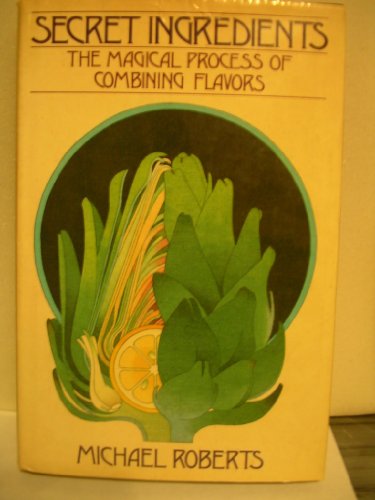 SECRET INGREDIENTS
THE MAGICAL PROCESS OF
COMBINING FLAVORS
MICHAEL ROBERTS